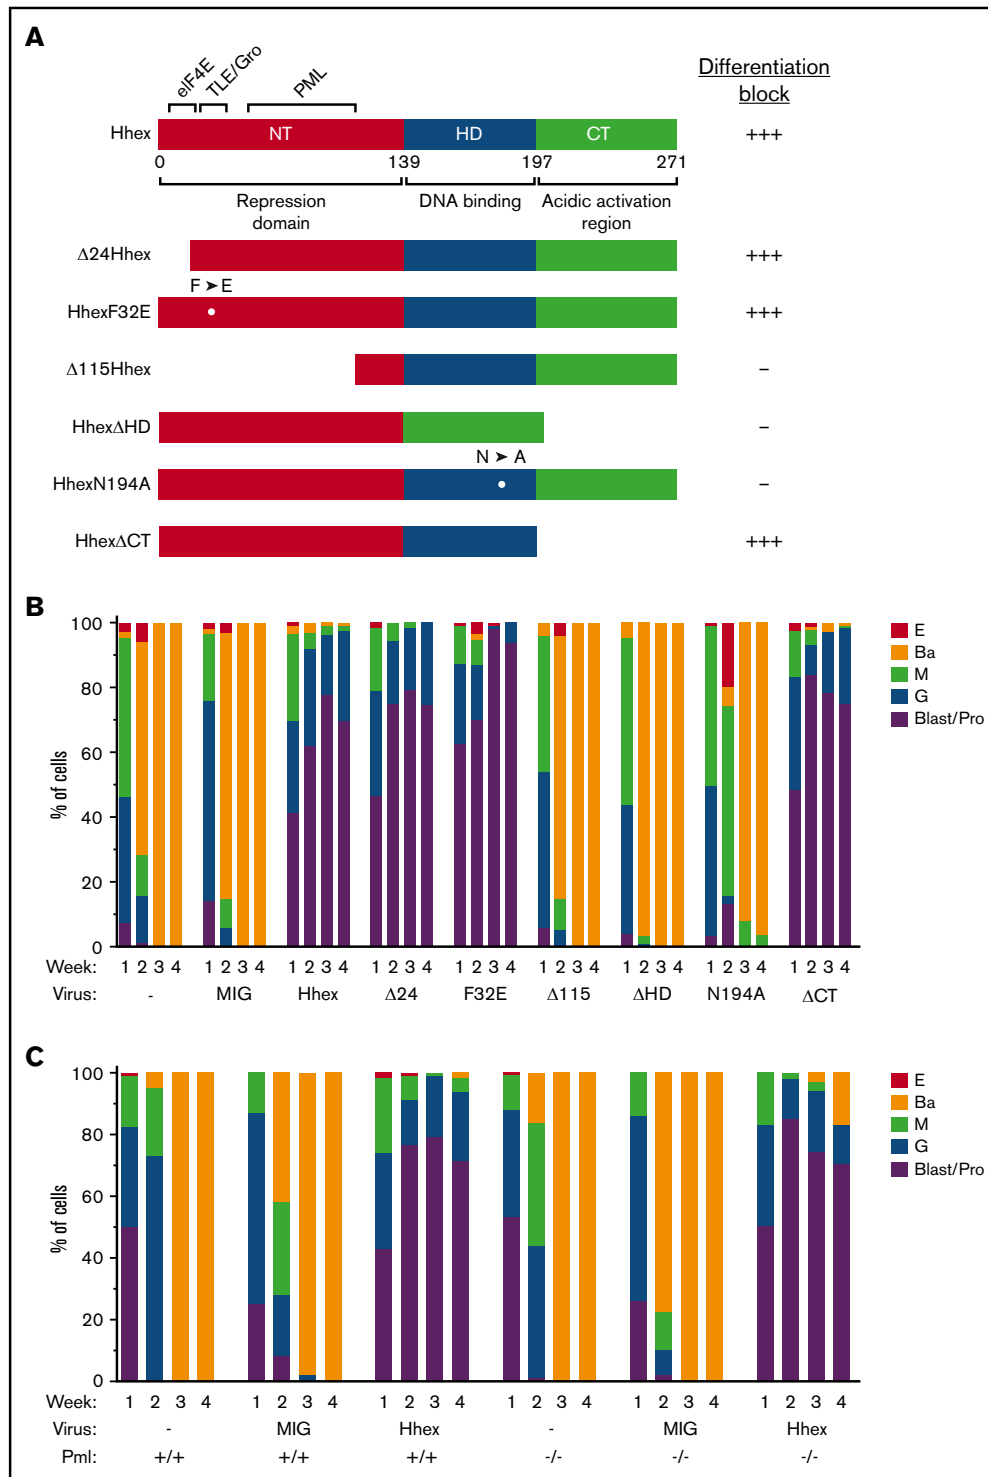 A
eIF4E
TLE/Gro
PML
Differentiation
block
Hhex
NT
HD
CT
+++
0
139
197
271
Repression
domain
DNA binding
Acidic activation
region
Δ24Hhex
+++
F ➤ E
HhexF32E
+++
Δ115Hhex
–
HhexΔHD
–
N ➤ A
HhexN194A
–
HhexΔCT
+++
B
100
80
60
40
20
0
% of cells
E
Ba
M
G
Blast/Pro
Week: 1 2 3 4 1 2 3 4 1 2 3 4 1 2 3 4 1 2 3 4 1 2 3 4 1 2 3 4 1 2 3 4 1 2 3 4
Virus: - MIG Hhex Δ24 F32E Δ115 ΔHD N194A ΔCT
C
100
80
60
40
20
0
% of cells
E
Ba
M
G
Blast/Pro
Week: 1 2 3 4 1 2 3 4 1 2 3 4 1 2 3 4 1 2 3 4 1 2 3 4
Virus: - MIG Hhex - MIG Hhex
Pml: +/+ +/+ +/+ -/- -/- -/-